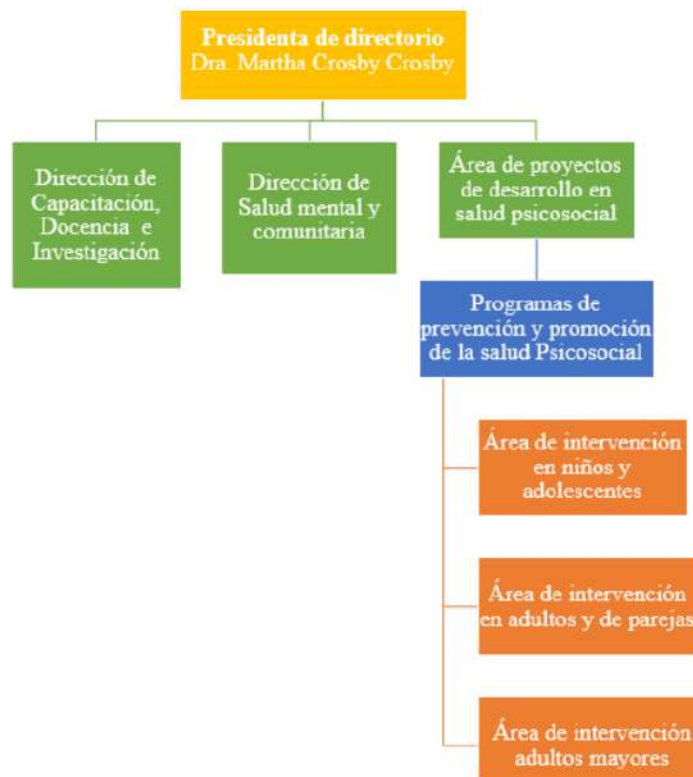 Presidenta de directorio
Dra. Martha Crosby Crosby
Dirección de
Capacitación,
Docencia e
Investigación
Dirección de
Salud mental y
comunitaria
Área de proyectos
de desarrollo en
salud psicosocial
Programas de
prevención y promoción
de la salud Psicosocial
Área de intervención
en niños y
adolescentes
Área de intervención
en adultos y de parejas
Área de intervención
adultos mayores